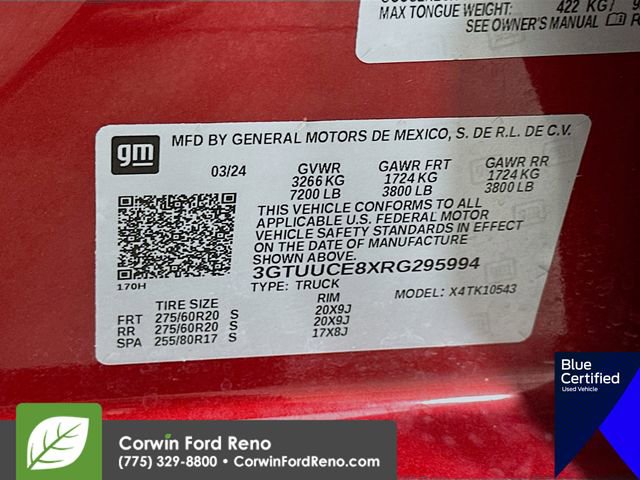 MAX TONGUE WEIGHT: 422 KG/
SEE OWNER'S MANUAL
gm
MFD BY GENERAL MOTORS DE MEXICO, S. DE R.L. DE C.V.
03/24 GVWR GAWR FRT GAWR RR
3266 KG 1724 KG 1724 KG
7200 LB 3800 LB 3800 LB
THIS VEHICLE CONFORMS TO ALL
APPLICABLE U.S. FEDERAL MOTOR
VEHICLE SAFETY STANDARDS IN EFFECT
ON THE DATE OF MANUFACTURE
SHOWN ABOVE.
170H
3GTUUCE8XRG295994
TYPE: TRUCK MODEL: X4TK10543
TIRE SIZE RIM
FRT 275/60R20 S 20X9J
RR 275/60R20 S 20X9J
SPA 255/80R17 S 17X8J
Blue
Certified
Used Vehicle
Corwin Ford Reno
(775) 329-8800 • CorwinFordReno.com